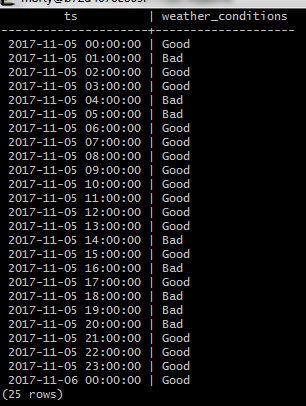 ts | weather_conditions
---------------------+--------------------
2017-11-05 00:00:00 | Good
2017-11-05 01:00:00 | Bad
2017-11-05 02:00:00 | Good
2017-11-05 03:00:00 | Good
2017-11-05 04:00:00 | Bad
2017-11-05 05:00:00 | Bad
2017-11-05 06:00:00 | Good
2017-11-05 07:00:00 | Good
2017-11-05 08:00:00 | Good
2017-11-05 09:00:00 | Good
2017-11-05 10:00:00 | Good
2017-11-05 11:00:00 | Good
2017-11-05 12:00:00 | Good
2017-11-05 13:00:00 | Good
2017-11-05 14:00:00 | Bad
2017-11-05 15:00:00 | Good
2017-11-05 16:00:00 | Bad
2017-11-05 17:00:00 | Good
2017-11-05 18:00:00 | Bad
2017-11-05 19:00:00 | Bad
2017-11-05 20:00:00 | Bad
2017-11-05 21:00:00 | Good
2017-11-05 22:00:00 | Good
2017-11-05 23:00:00 | Good
2017-11-06 00:00:00 | Good
(25 rows)